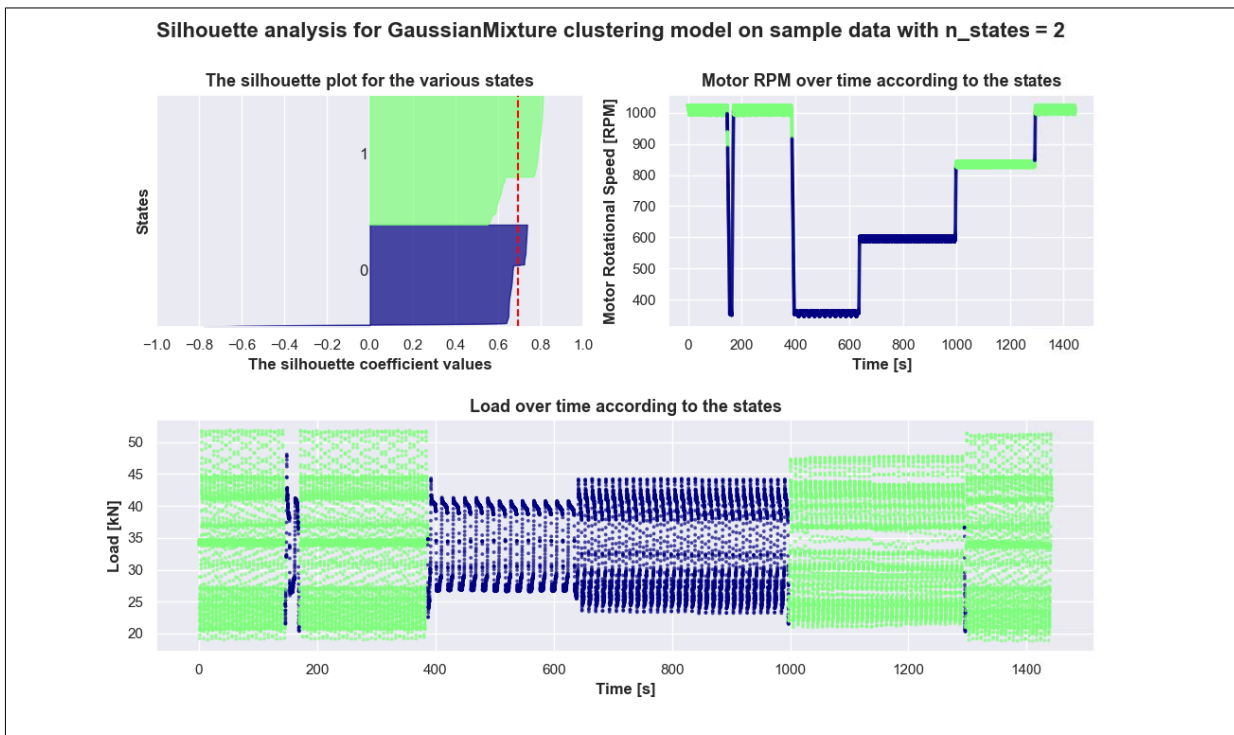 Silhouette analysis for GaussianMixture clustering model on sample data with n_states = 2
The silhouette plot for the various states
States
1
0
−1.0 −0.8 −0.6 −0.4 −0.2 0.0 0.2 0.4 0.6 0.8 1.0
The silhouette coefficient values
Motor RPM over time according to the states
Motor Rotational Speed [RPM]
1000
900
800
700
600
500
400
0 200 400 600 800 1000 1200 1400
Time [s]
Load over time according to the states
Load [kN]
50
45
40
35
30
25
20
0 200 400 600 800 1000 1200 1400
Time [s]